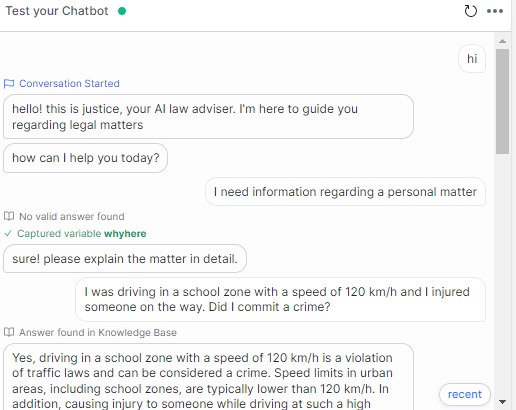 Test your Chatbot
hi
Conversation Started
hello! this is justice, your AI law adviser. I'm here to guide you
regarding legal matters
how can I help you today?
I need information regarding a personal matter
No valid answer found
Captured variable whyhere
sure! please explain the matter in detail.
I was driving in a school zone with a speed of 120 km/h and I injured
someone on the way. Did I commit a crime?
Answer found in Knowledge Base
Yes, driving in a school zone with a speed of 120 km/h is a violation
of traffic laws and can be considered a crime. Speed limits in urban
areas, including school zones, are typically lower than 120 km/h. In
addition, causing injury to someone while driving at such a high
recent